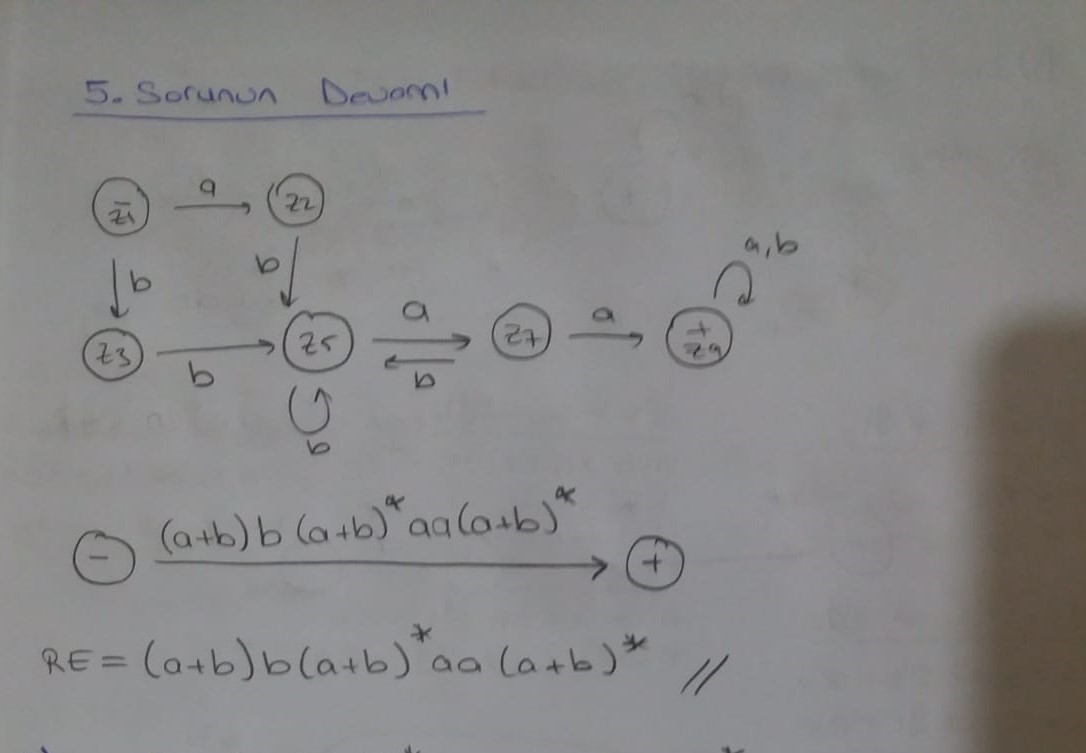 5. Sorunun Devamı
z1 a z2
b b a,b
z3 b z5 a b z7 a + z9
b
- (a+b)b(a+b)*aa(a+b)* +
RE = (a+b)b(a+b)*aa(a+b)* //